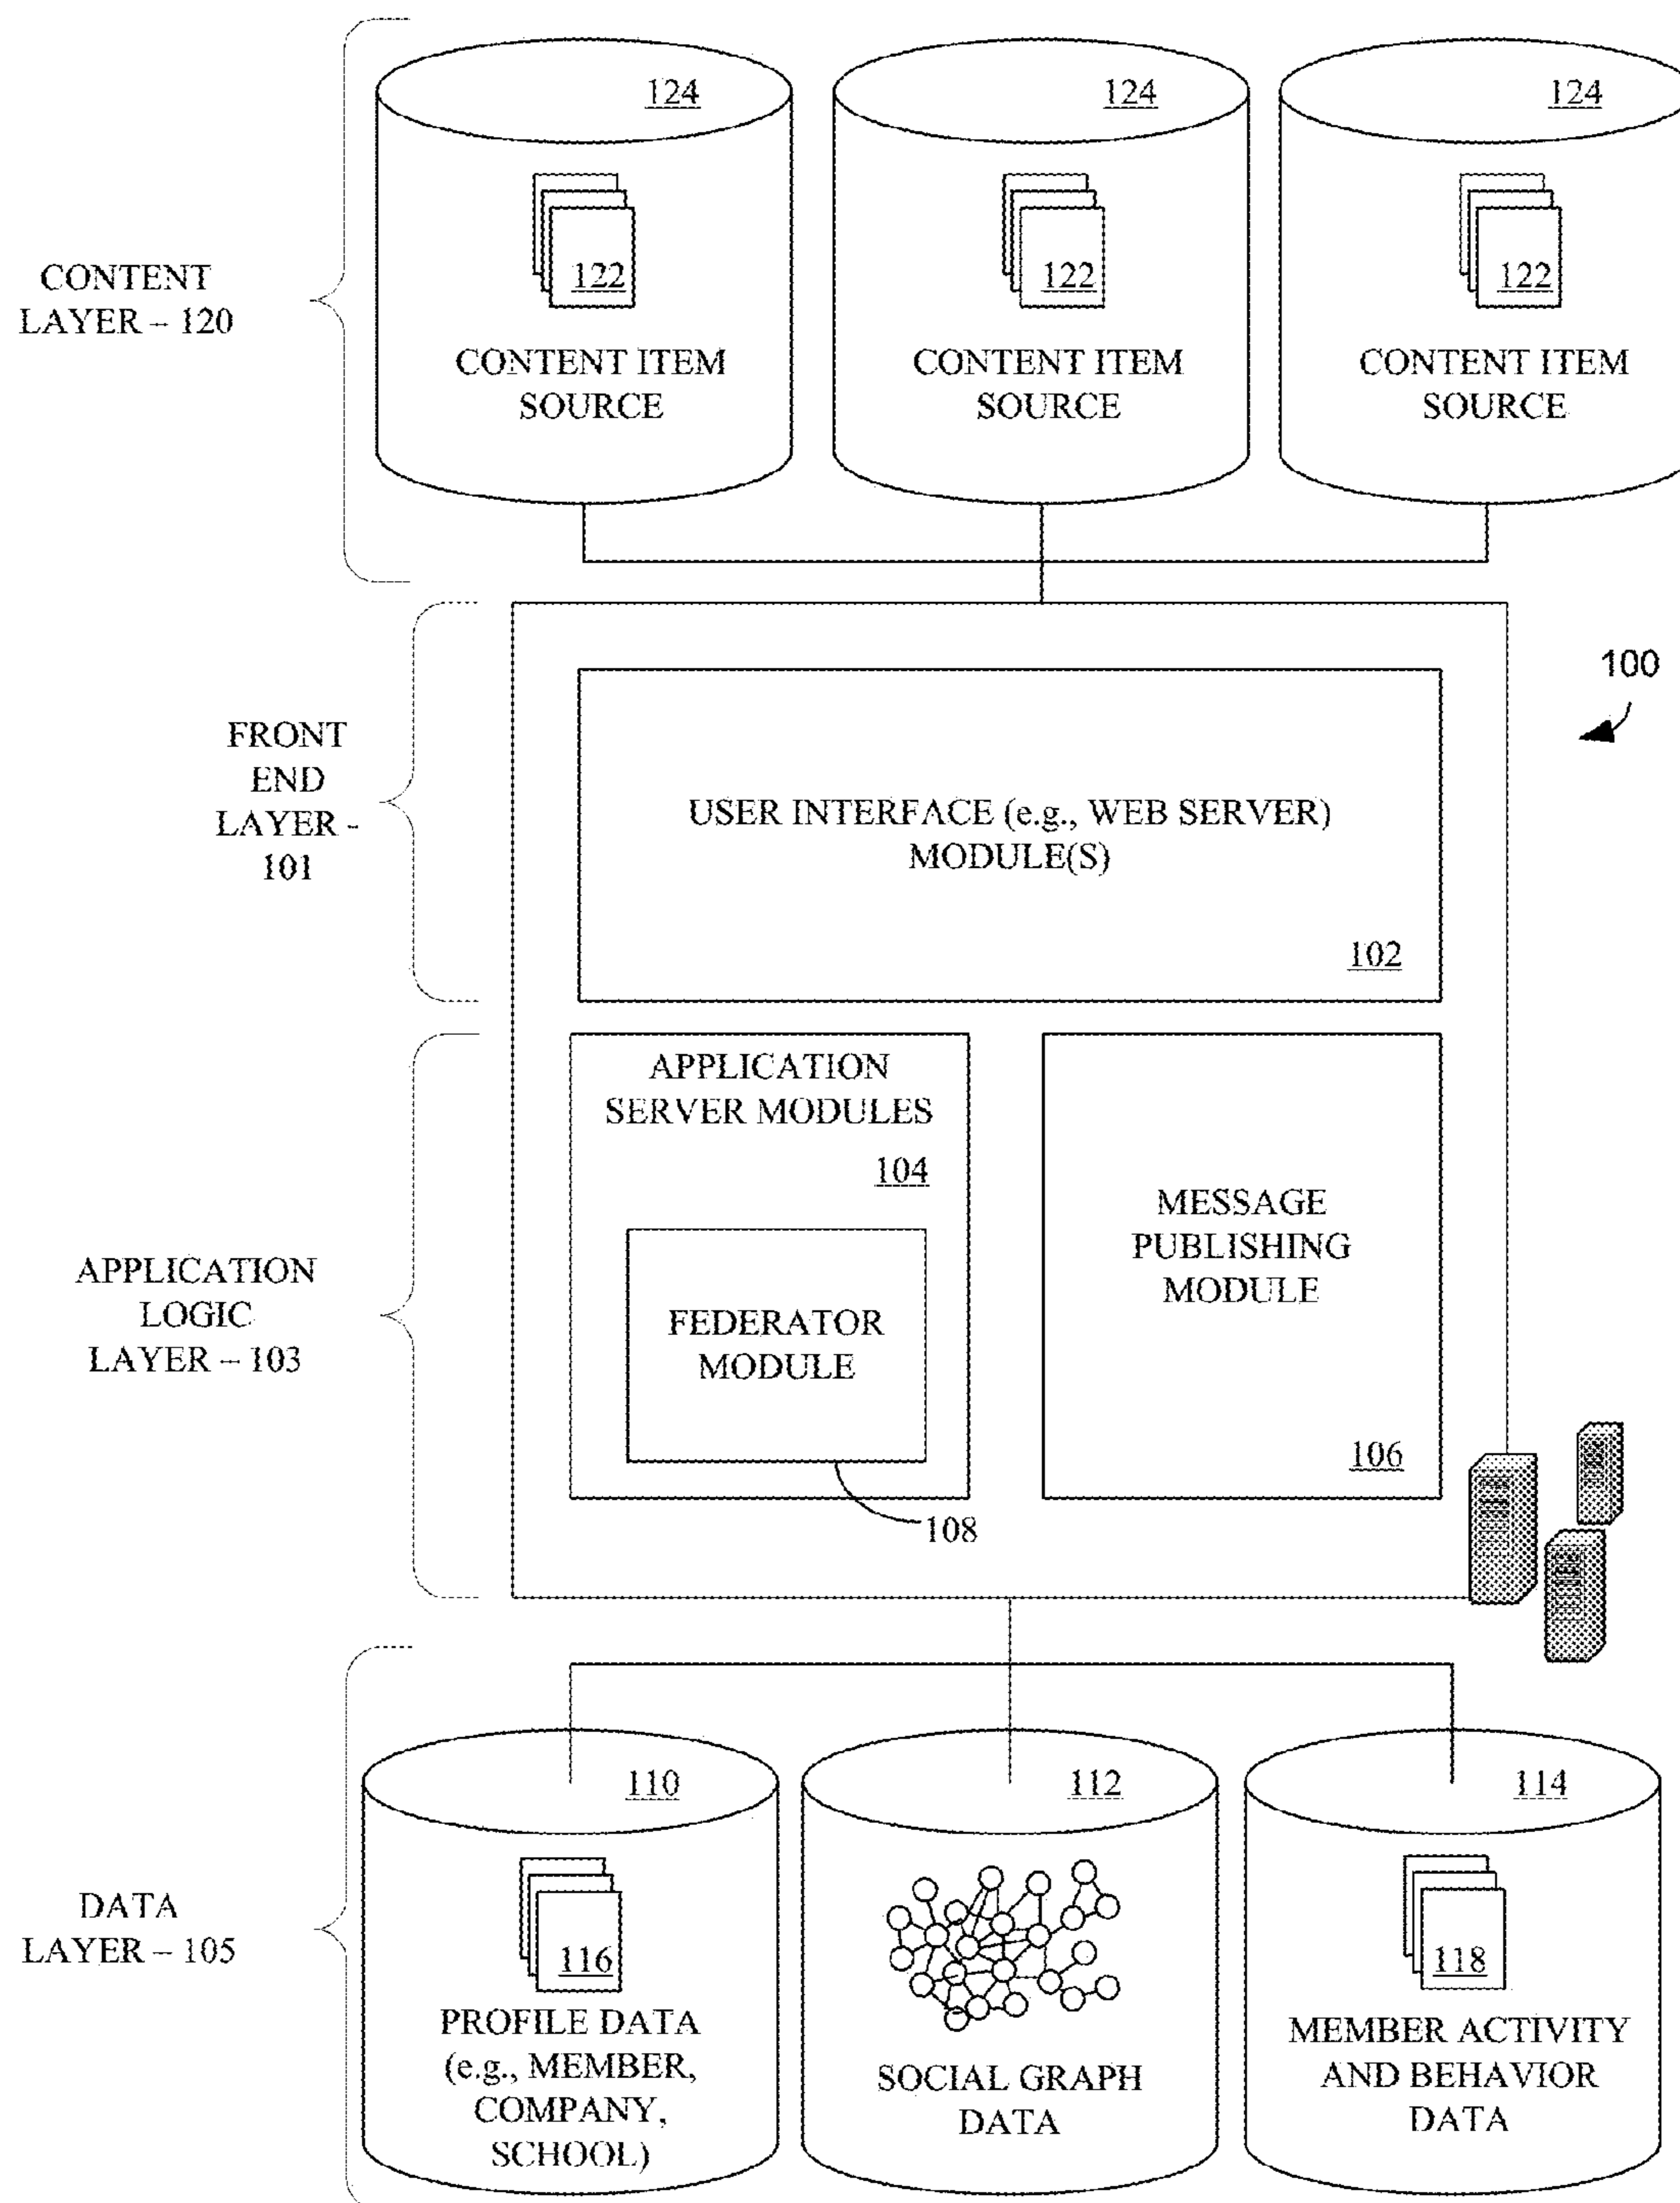 124
124
124
122
122
122
CONTENT
LAYER – 120
CONTENT ITEM
SOURCE
CONTENT ITEM
SOURCE
CONTENT ITEM
SOURCE
100
FRONT
END
LAYER -
101
USER INTERFACE (e.g., WEB SERVER)
MODULE(S)
102
APPLICATION
SERVER MODULES
104
MESSAGE
PUBLISHING
MODULE
APPLICATION
LOGIC
LAYER – 103
FEDERATOR
MODULE
106
108
110
112
114
DATA
LAYER – 105
116
118
PROFILE DATA
(e.g., MEMBER,
COMPANY,
SCHOOL)
SOCIAL GRAPH
DATA
MEMBER ACTIVITY
AND BEHAVIOR
DATA